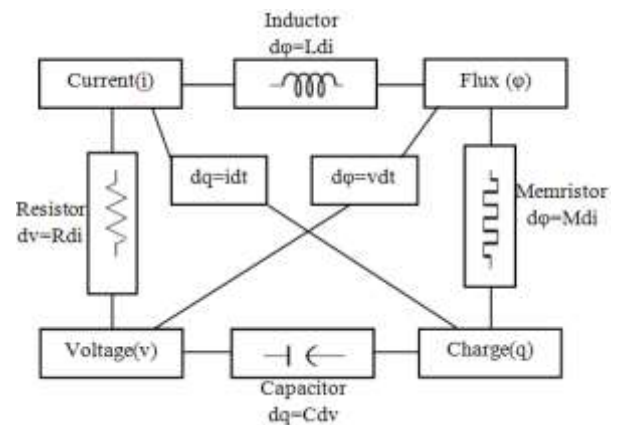 Inductor
dφ=Ldi
Current(i)
Flux (φ)
dq=idt
dφ=vdt
Resistor
dv=Rdi
Memristor
dφ=Mdi
Voltage(v)
Charge(q)
Capacitor
dq=Cdv